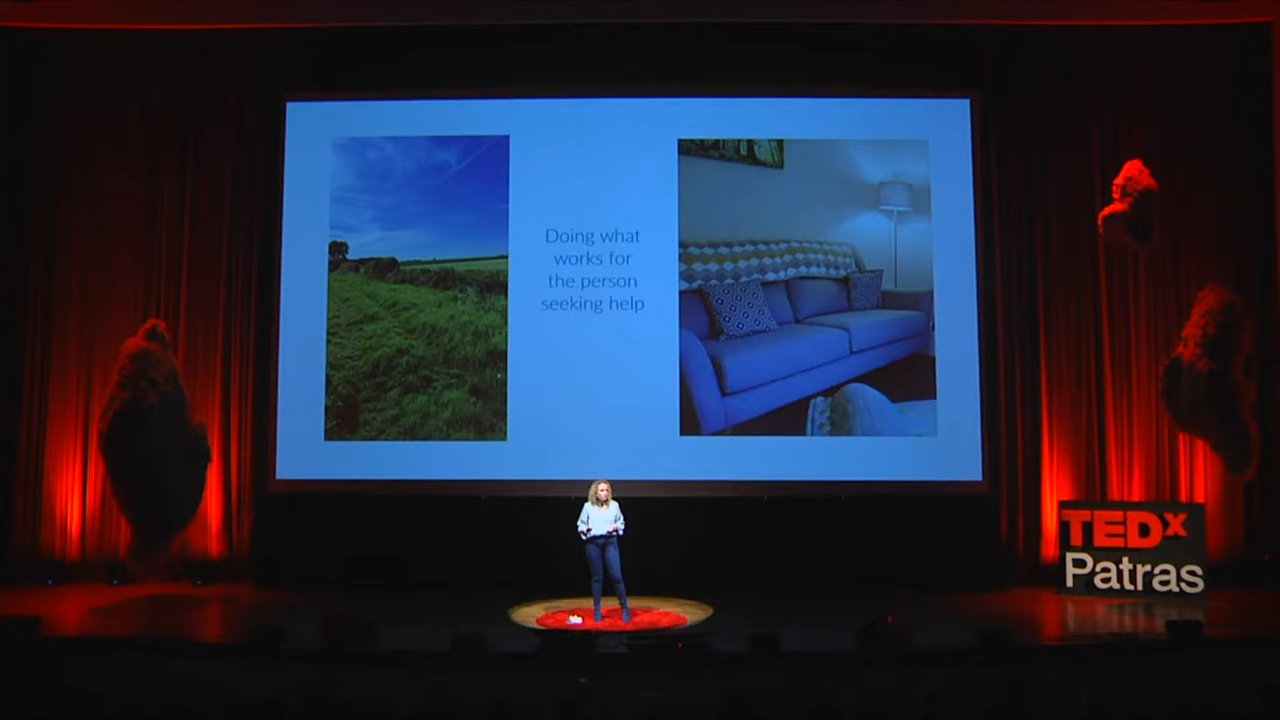 Doing what
works for
the person
seeking help
TEDx
Patras